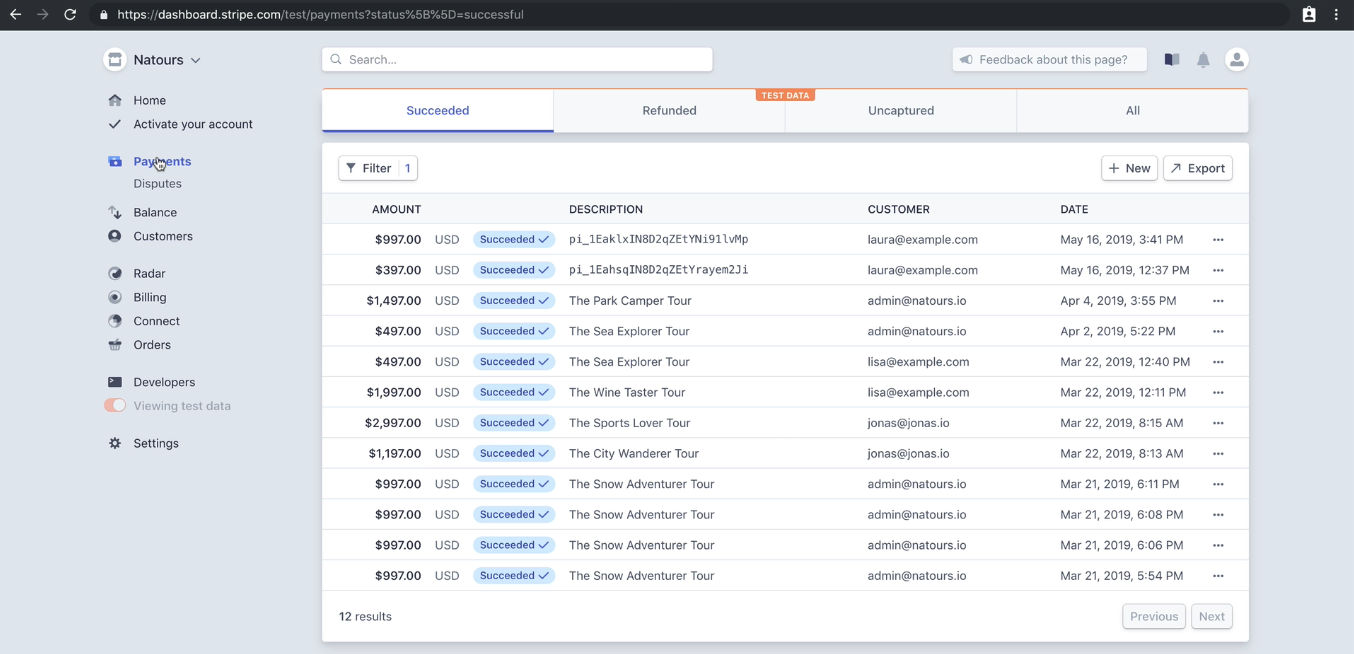 https://dashboard.stripe.com/test/payments?status%5B%5D=successful
Natours
Search...
Feedback about this page?
Home
Activate your account
Payments
Disputes
Balance
Customers
Radar
Billing
Connect
Orders
Developers
Viewing test data
Settings
TEST DATA
Succeeded Refunded Uncaptured All
Filter 1 + New Export
AMOUNT DESCRIPTION CUSTOMER DATE
$997.00 USD Succeeded pi_1EaklxIN8D2qZEtYNi91lvMp laura@example.com May 16, 2019, 3:41 PM
$397.00 USD Succeeded pi_1EahsqIN8D2qZEtYrayem2Ji laura@example.com May 16, 2019, 12:37 PM
$1,497.00 USD Succeeded The Park Camper Tour admin@natours.io Apr 4, 2019, 3:55 PM
$497.00 USD Succeeded The Sea Explorer Tour admin@natours.io Apr 2, 2019, 5:22 PM
$497.00 USD Succeeded The Sea Explorer Tour lisa@example.com Mar 22, 2019, 12:40 PM
$1,997.00 USD Succeeded The Wine Taster Tour lisa@example.com Mar 22, 2019, 12:11 PM
$2,997.00 USD Succeeded The Sports Lover Tour jonas@jonas.io Mar 22, 2019, 8:15 AM
$1,197.00 USD Succeeded The City Wanderer Tour jonas@jonas.io Mar 22, 2019, 8:13 AM
$997.00 USD Succeeded The Snow Adventurer Tour admin@natours.io Mar 21, 2019, 6:11 PM
$997.00 USD Succeeded The Snow Adventurer Tour admin@natours.io Mar 21, 2019, 6:08 PM
$997.00 USD Succeeded The Snow Adventurer Tour admin@natours.io Mar 21, 2019, 6:06 PM
$997.00 USD Succeeded The Snow Adventurer Tour admin@natours.io Mar 21, 2019, 5:54 PM
12 results Previous Next